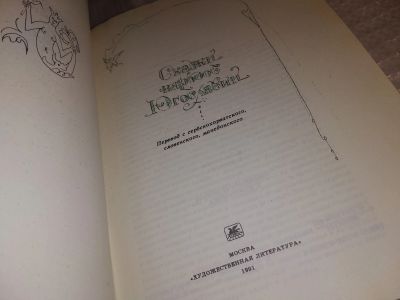 Сказки
народов
Югославии
Перевод с сербскохорватского,
словенского, македонского
МОСКВА
«ХУДОЖЕСТВЕННАЯ ЛИТЕРАТУРА»
1991